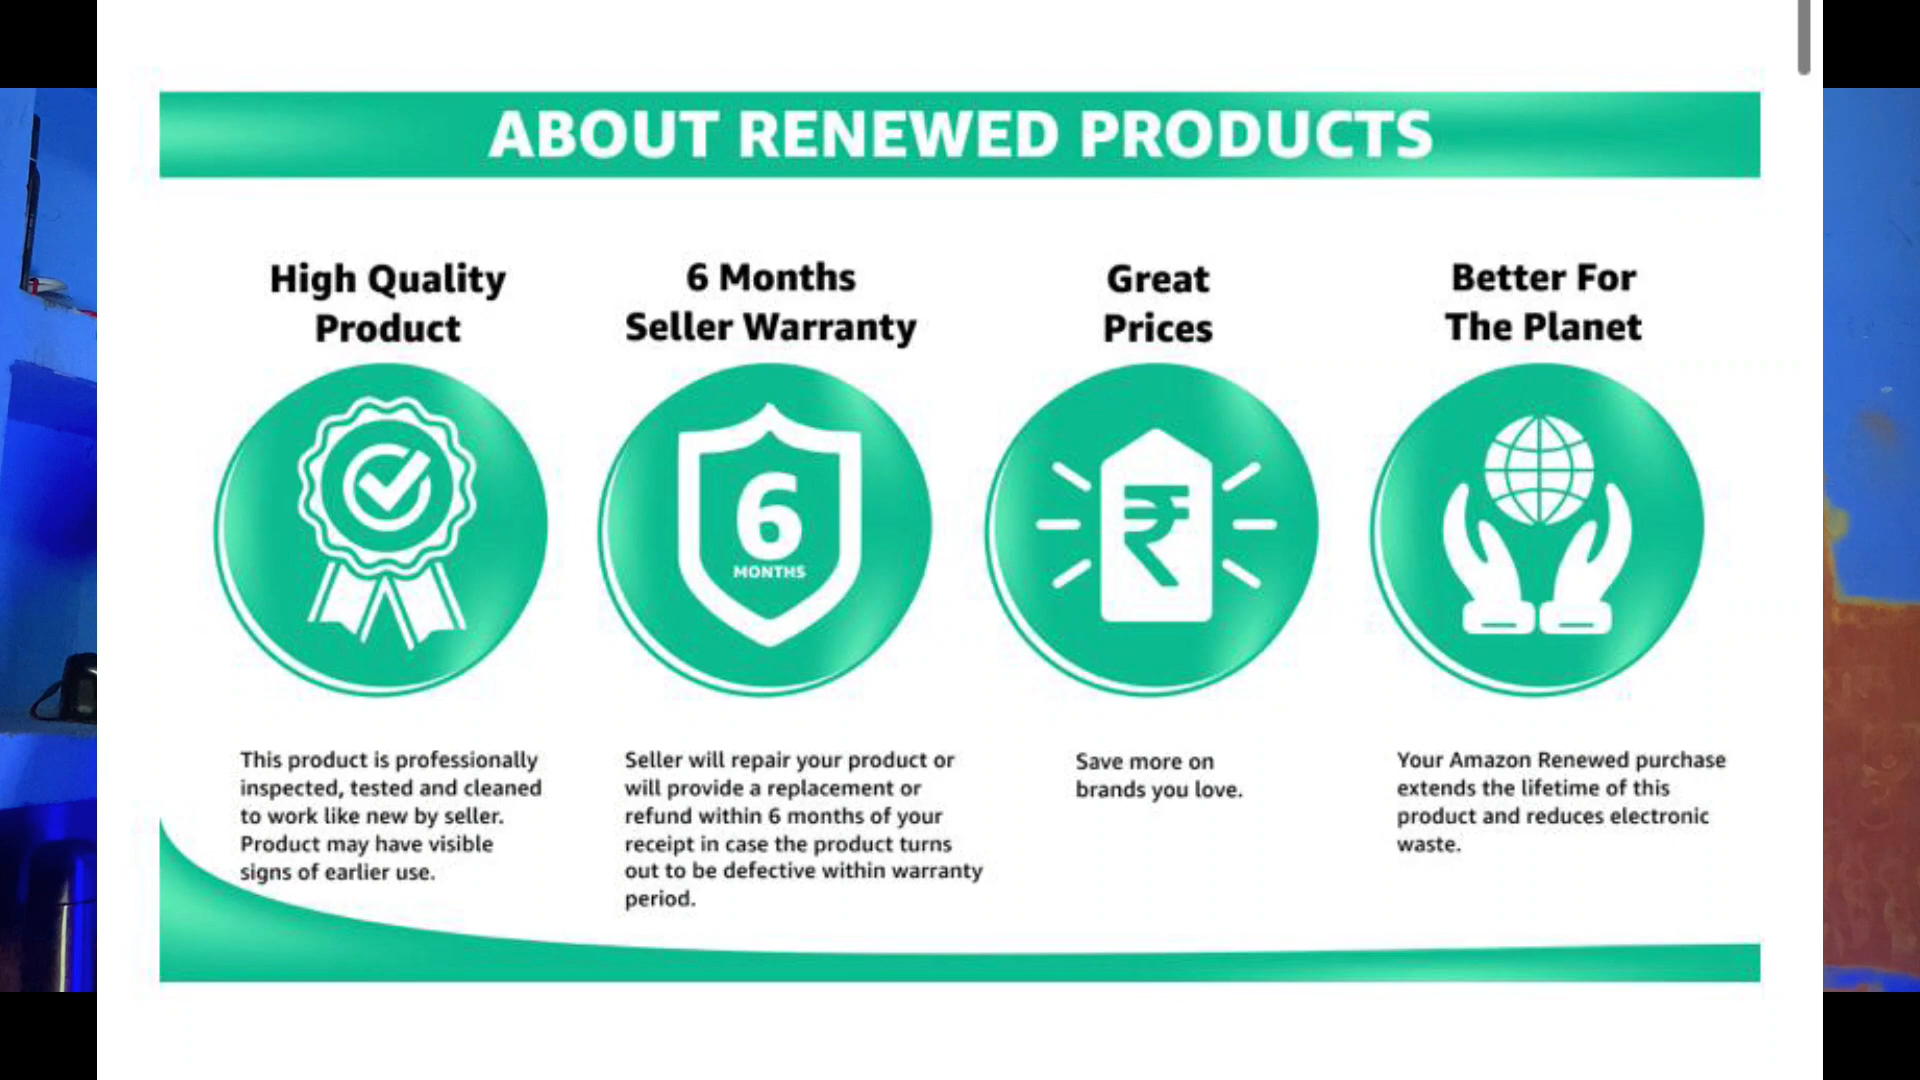 ABOUT RENEWED PRODUCTS
High Quality
Product
This product is professionally
inspected, tested and cleaned
to work like new by seller.
Product may have visible
signs of earlier use.
6 Months
Seller Warranty
6
MONTHS
Seller will repair your product or
will provide a replacement or
refund within 6 months of your
receipt in case the product turns
out to be defective within warranty
period.
Great
Prices
₹
Save more on
brands you love.
Better For
The Planet
Your Amazon Renewed purchase
extends the lifetime of this
product and reduces electronic
waste.